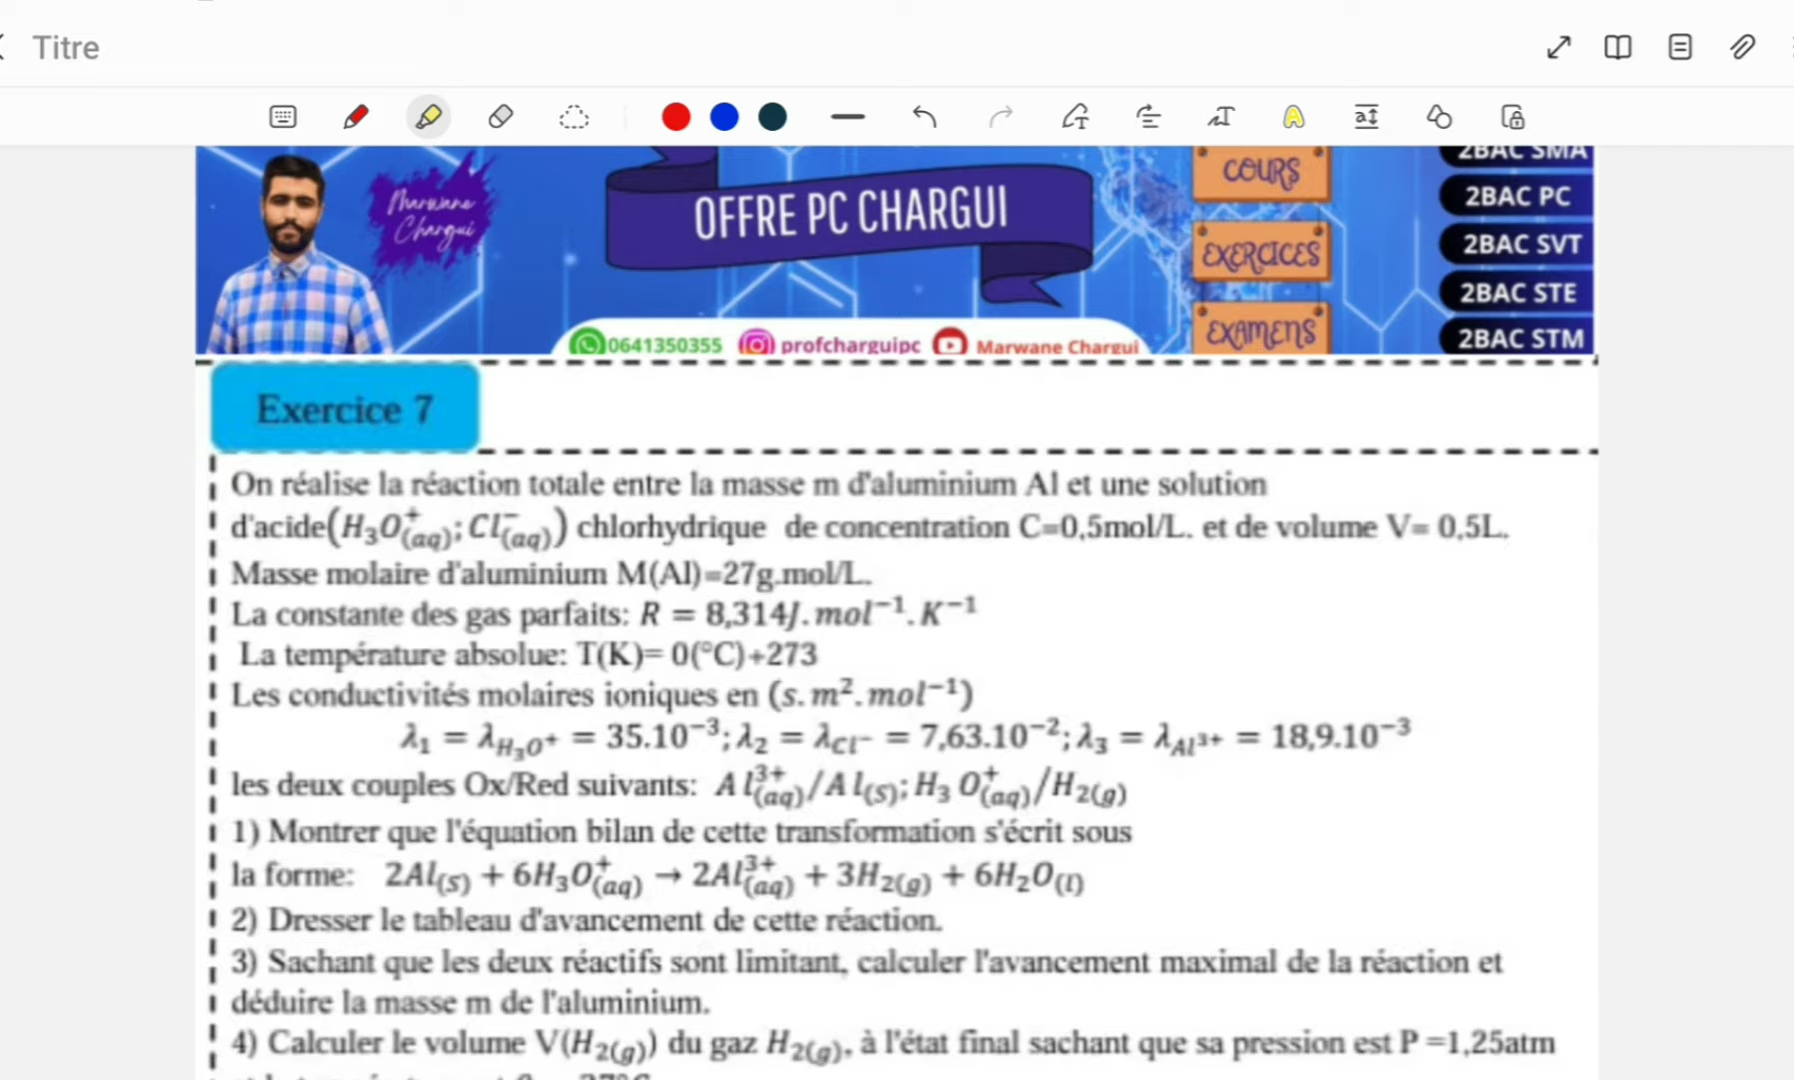 Titre
2BAC SMA
COURS
Marwane
Chargui
OFFRE PC CHARGUI
2BAC PC
2BAC SVT
EXERCICES
2BAC STE
EXAMENS
2BAC STM
0641350355 profcharguipc Marwane Chargui
Exercice 7
On réalise la réaction totale entre la masse m d'aluminium Al et une solution
d'acide(H₃O⁺(aq); Cl⁻(aq)) chlorhydrique de concentration C=0,5mol/L. et de volume V= 0,5L.
Masse molaire d'aluminium M(Al)=27g.mol/L.
La constante des gas parfaits: R = 8,314J.mol⁻¹.K⁻¹
La température absolue: T(K)= 0(°C)+273
Les conductivités molaires ioniques en (s.m².mol⁻¹)
λ₁ = λH₃O⁺ = 35.10⁻³; λ₂ = λCl⁻ = 7,63.10⁻²; λ₃ = λAl³⁺ = 18,9.10⁻³
les deux couples Ox/Red suivants: Al³⁺(aq)/Al(S); H₃O⁺(aq)/H₂(g)
1) Montrer que l'équation bilan de cette transformation s'écrit sous
la forme: 2Al(S) + 6H₃O⁺(aq) → 2Al³⁺(aq) + 3H₂(g) + 6H₂O(l)
2) Dresser le tableau d'avancement de cette réaction.
3) Sachant que les deux réactifs sont limitant, calculer l'avancement maximal de la réaction et
déduire la masse m de l'aluminium.
4) Calculer le volume V(H₂(g)) du gaz H₂(g), à l'état final sachant que sa pression est P =1,25atm